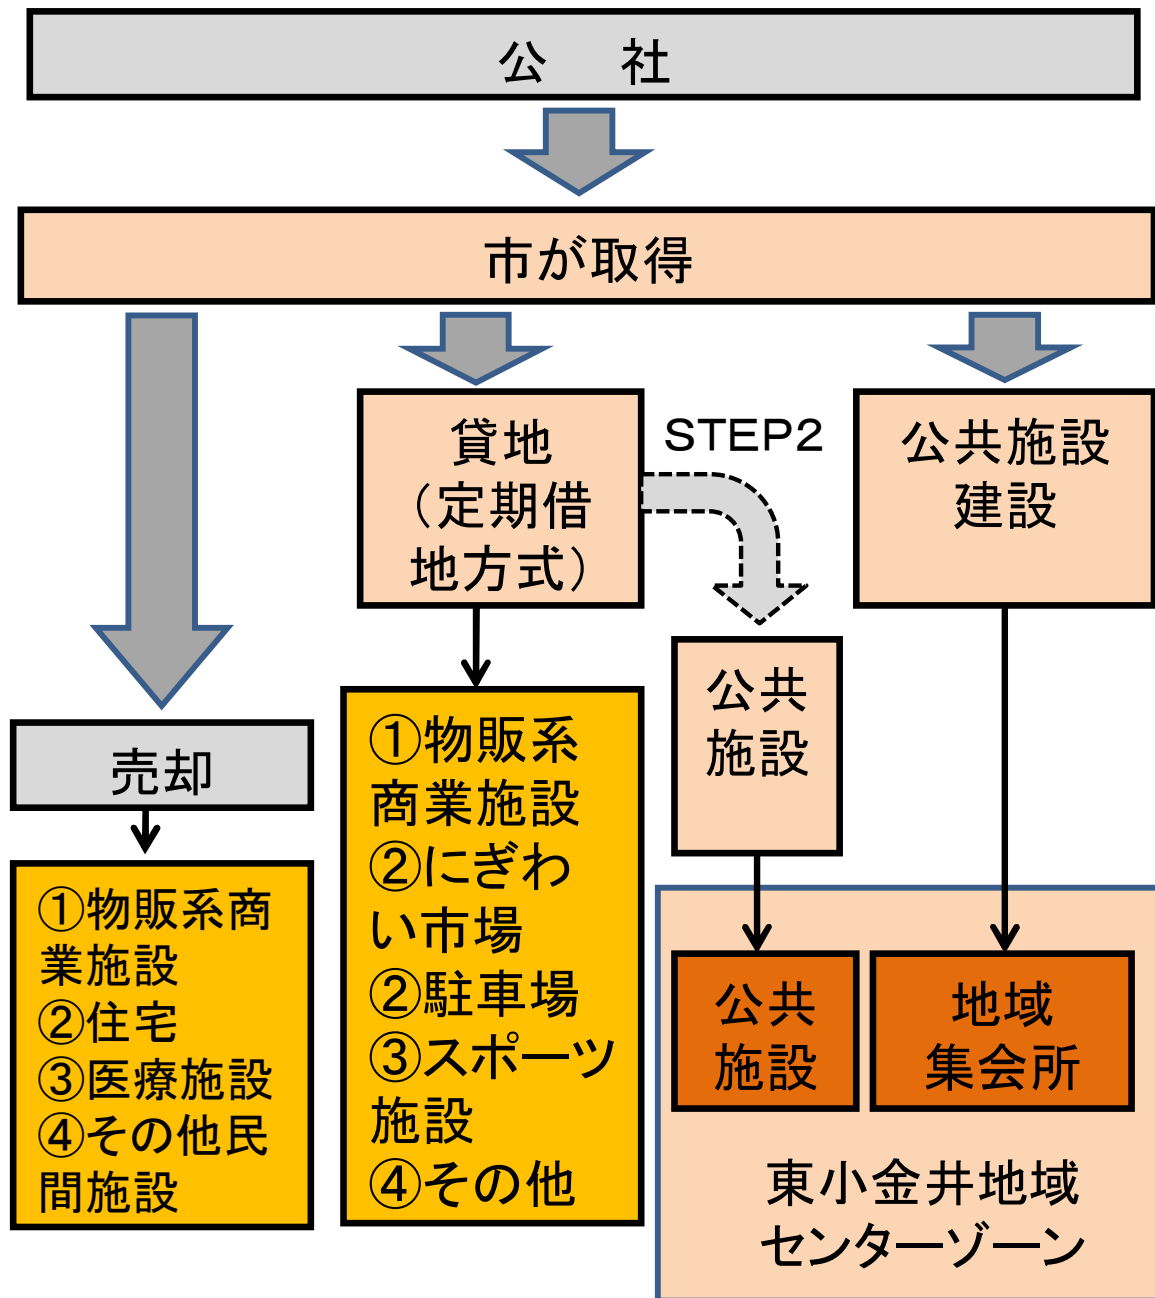 公　社
市が取得
貸地
（定期借
地方式）
STEP2
公共施設
建設
公共
施設
売却
①物販系商
業施設
②住宅
③医療施設
④その他民
間施設
①物販系
商業施設
②にぎわ
い市場
②駐車場
③スポーツ
施設
④その他
公共
施設
地域
集会所
東小金井地域
センターゾーン